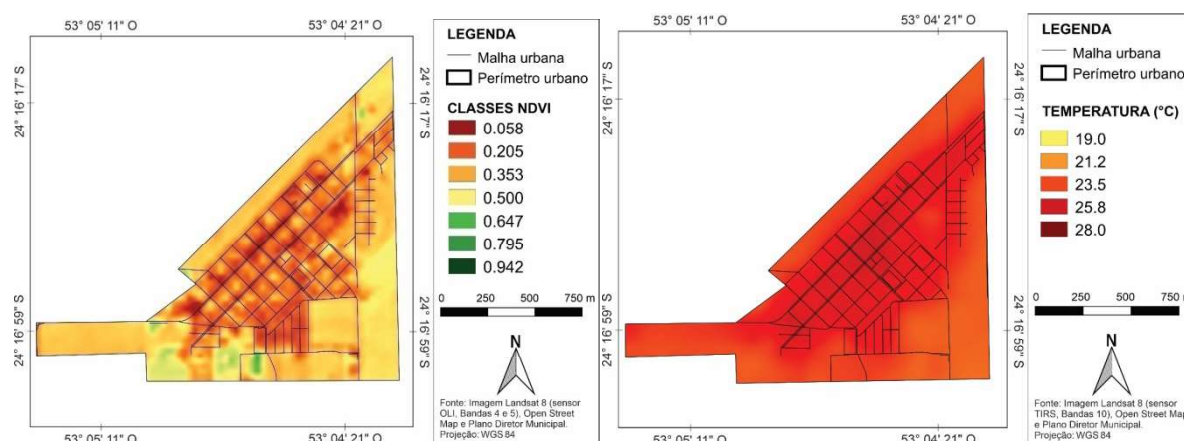 53° 05' 11" O
53° 04' 21" O
24° 16' 17" S
24° 16' 17" S
24° 16' 59" S
24° 16' 59" S
53° 05' 11" O
53° 04' 21" O
LEGENDA
Malha urbana
Perímetro urbano
CLASSES NDVI
0.058
0.205
0.353
0.500
0.647
0.795
0.942
0 250 500 750 m
N
Fonte: Imagem Landsat 8 (sensor
OLI, Bandas 4 e 5), Open Street
Map e Plano Diretor Municipal.
Projeção: WGS 84
53° 05' 11" O
53° 04' 21" O
24° 16' 17" S
24° 16' 17" S
24° 16' 59" S
24° 16' 59" S
53° 05' 11" O
53° 04' 21" O
LEGENDA
Malha urbana
Perímetro urbano
TEMPERATURA (°C)
19.0
21.2
23.5
25.8
28.0
0 250 500 750 m
N
Fonte: Imagem Landsat 8 (sensor
TIRS, Bandas 10), Open Street Map
e Plano Diretor Municipal.
Projeção: WGS 84